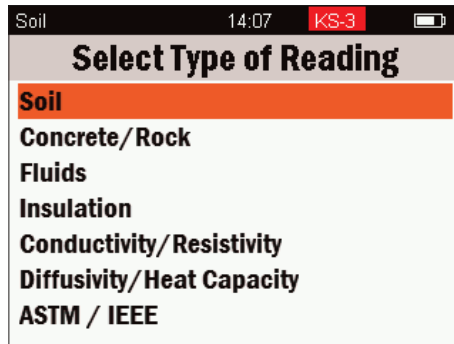 Soil 14:07 KS-3
Select Type of Reading
Soil
Concrete/Rock
Fluids
Insulation
Conductivity/Resistivity
Diffusivity/Heat Capacity
ASTM / IEEE